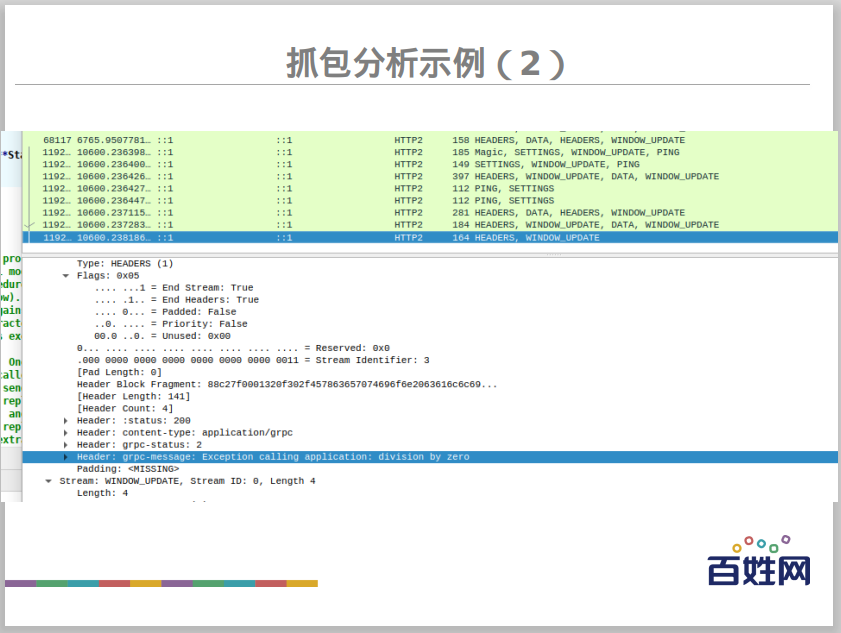 抓包分析示例（2）
68117 6765.9507781… ::1 ::1 HTTP2 158 HEADERS, DATA, HEADERS, WINDOW_UPDATE
*Sta
1192… 10600.236398… ::1 ::1 HTTP2 185 Magic, SETTINGS, WINDOW_UPDATE, PING
1192… 10600.236400… ::1 ::1 HTTP2 149 SETTINGS, WINDOW_UPDATE, PING
1192… 10600.236426… ::1 ::1 HTTP2 397 HEADERS, WINDOW_UPDATE, DATA, WINDOW_UPDATE
1192… 10600.236427… ::1 ::1 HTTP2 112 PING, SETTINGS
1192… 10600.236447… ::1 ::1 HTTP2 112 PING, SETTINGS
1192… 10600.237115… ::1 ::1 HTTP2 281 HEADERS, DATA, HEADERS, WINDOW_UPDATE
1192… 10600.237283… ::1 ::1 HTTP2 184 HEADERS, WINDOW_UPDATE, DATA, WINDOW_UPDATE
1192… 10600.238186… ::1 ::1 HTTP2 164 HEADERS, WINDOW_UPDATE
Type: HEADERS (1)
Flags: 0x05
.... ...1 = End Stream: True
.... .1.. = End Headers: True
.... 0... = Padded: False
..0. .... = Priority: False
00.0 ..0. = Unused: 0x00
0... .... .... .... .... .... .... .... = Reserved: 0x0
.000 0000 0000 0000 0000 0000 0000 0011 = Stream Identifier: 3
[Pad Length: 0]
Header Block Fragment: 88c27f0001320f302f457863657074696f6e2063616c6c69...
[Header Length: 141]
[Header Count: 4]
Header: :status: 200
Header: content-type: application/grpc
Header: grpc-status: 2
Header: grpc-message: Exception calling application: division by zero
Padding: <MISSING>
Stream: WINDOW_UPDATE, Stream ID: 0, Length 4
Length: 4
pro
mo
edur
ow).
gain
ract
ex
On
call
sen
rep
an
rep
extr
百姓网